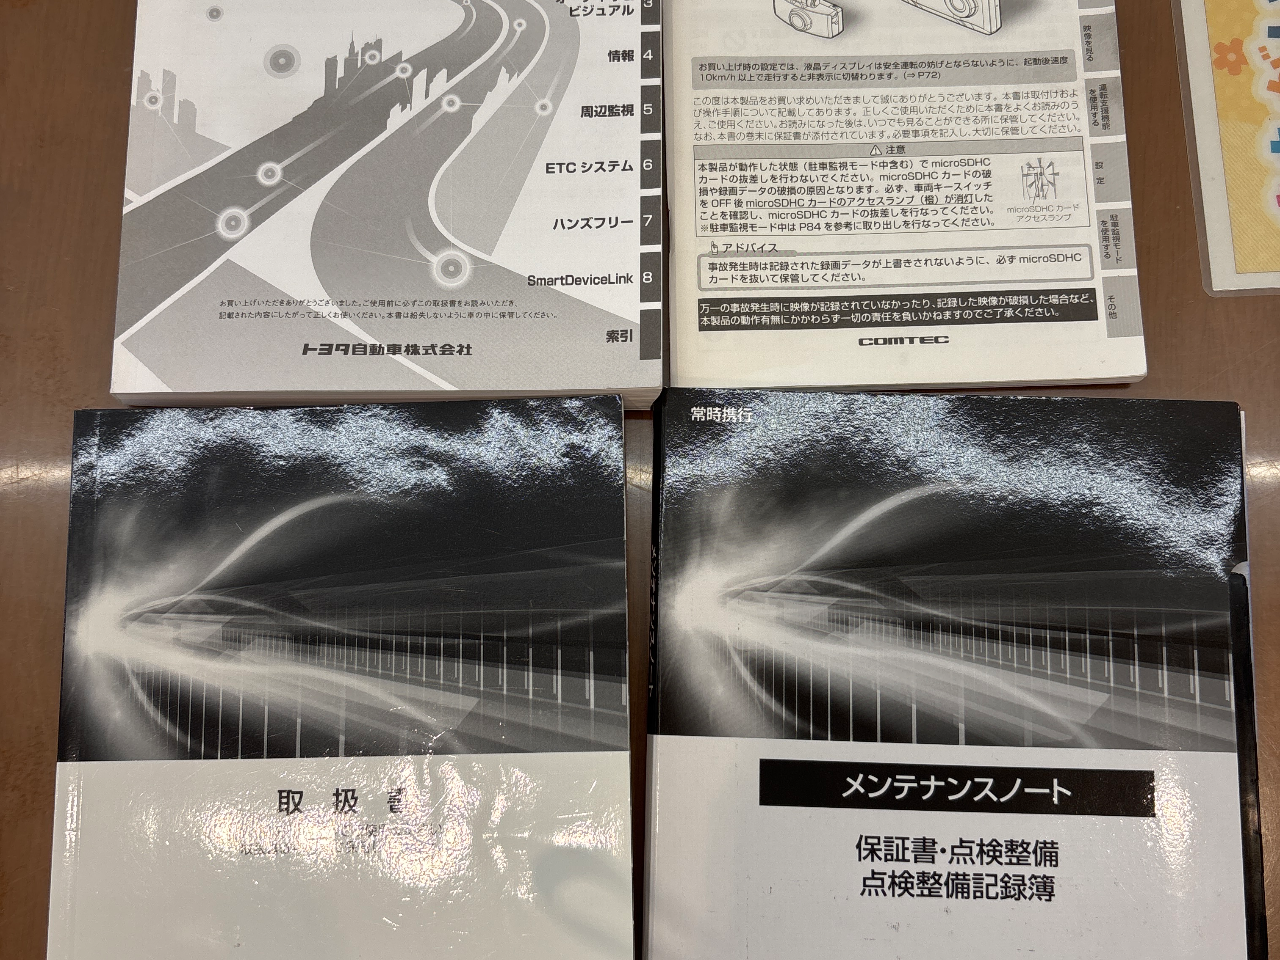 ビジュアル
3
情報 4
周辺監視 5
ETC システム 6
ハンズフリー 7
SmartDeviceLink 8
索引
お買い上げいただきありがとうございました。ご使用前に必ずこの取扱書をお読みいただき、
記載された内容にしたがって正しくお使いください。本書は紛失しないように車の中に保管してください。
トヨタ自動車株式会社
お買い上げ時の設定では、液晶ディスプレイは安全運転の妨げとならないように、起動後速度
10km/h 以上で走行すると非表示に切替わります。(⇒ P72)
この度は本製品をお買い求めいただきまして誠にありがとうございます。本書は取付けおよ
び操作手順について記載してあります。正しくご使用いただくために本書をよくお読みのう
え、ご使用ください。お読みになった後は、いつでも見ることができる所に保管してください。
なお、本書の巻末に保証書が添付されています。必要事項を記入し、大切に保管してください。
注意
本製品が動作した状態(駐車監視モード中含む)で microSDHC
カードの抜差しを行わないでください。microSDHC カードの破
損や録画データの破損の原因となります。必ず、車両キースイッチ
を OFF 後 microSDHC カードのアクセスランプ(橙)が消灯した
ことを確認し、microSDHC カードの抜差しを行なってください。
※駐車監視モード中は P84 を参考に取り出しを行なってください。
microSDHC カード
アクセスランプ
アドバイス
事故発生時は記録された録画データが上書きされないように、必ず microSDHC
カードを抜いて保管してください。
万一の事故発生時に映像が記録されていなかったり、記録した映像が破損した場合など、
本製品の動作有無にかかわらず一切の責任を負いかねますのでご了承ください。
COMTEC
映像を見る
運転支援機能
を使用する
設定
駐車監視モード
を使用する
その他
取扱書
常時携行
メンテナンスノート
保証書・点検整備
点検整備記録簿